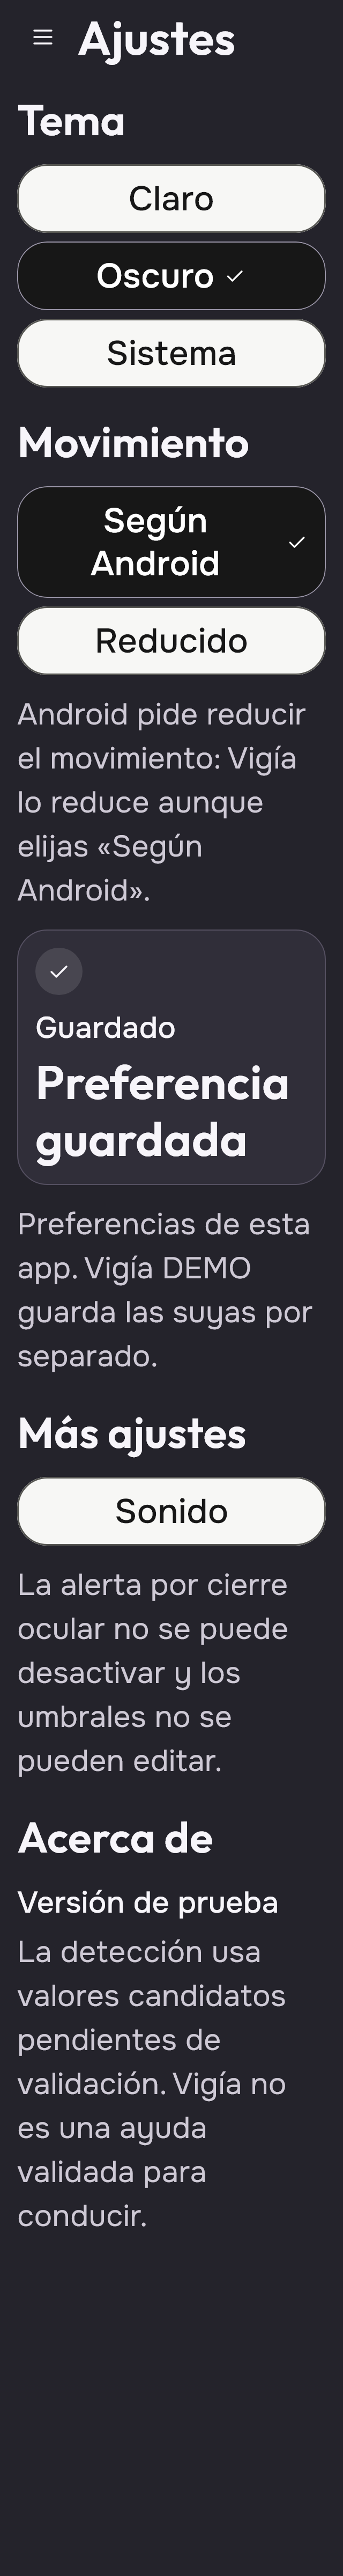 Ajustes
Tema
Claro
Oscuro
Sistema
Movimiento
Según
Android
Reducido
Android pide reducir
el movimiento: Vigía
lo reduce aunque
elijas «Según
Android».
Guardado
Preferencia
guardada
Preferencias de esta
app. Vigía DEMO
guarda las suyas por
separado.
Más ajustes
Sonido
La alerta por cierre
ocular no se puede
desactivar y los
umbrales no se
pueden editar.
Acerca de
Versión de prueba
La detección usa
valores candidatos
pendientes de
validación. Vigía no
es una ayuda
validada para
conducir.